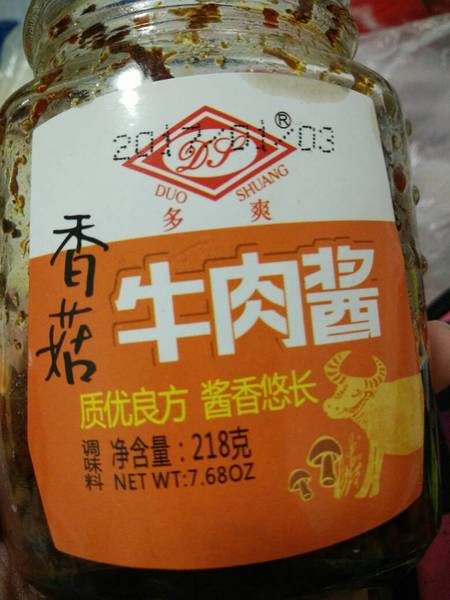 2017/01/03
®
DS
DUO SHUANG
多 爽
香菇
牛肉酱
质优良方 酱香悠长
调味料
净含量：218克
NET WT:7.68OZ